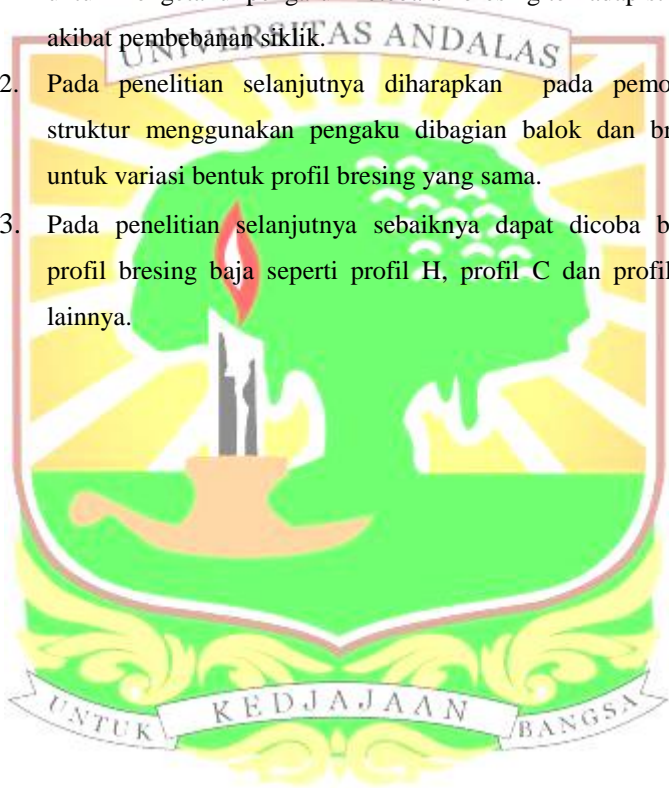 akibat pembebanan siklik.
UNIVERSITAS ANDALAS
2. Pada penelitian selanjutnya diharapkan pada
struktur menggunakan pengaku dibagian balok dan
untuk variasi bentuk profil bresing yang sama.
3. Pada penelitian selanjutnya sebaiknya dapat dicoba
profil bresing baja seperti profil H, profil C dan profil
lainnya.
UNTUK KEDJAJAAN BANGSA